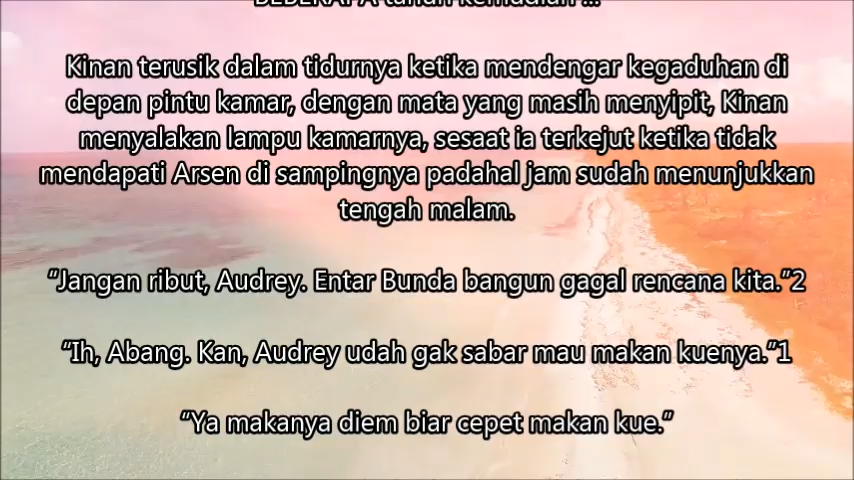 BEBERAPA tahun kemudian ...
Kinan terusik dalam tidurnya ketika mendengar kegaduhan di
depan pintu kamar, dengan mata yang masih menyipit, Kinan
menyalakan lampu kamarnya, sesaat ia terkejut ketika tidak
mendapati Arsen di sampingnya padahal jam sudah menunjukkan
tengah malam.
“Jangan ribut, Audrey. Entar Bunda bangun gagal rencana kita.”2
“Ih, Abang. Kan, Audrey udah gak sabar mau makan kuenya.”1
“Ya makanya diem biar cepet makan kue.”